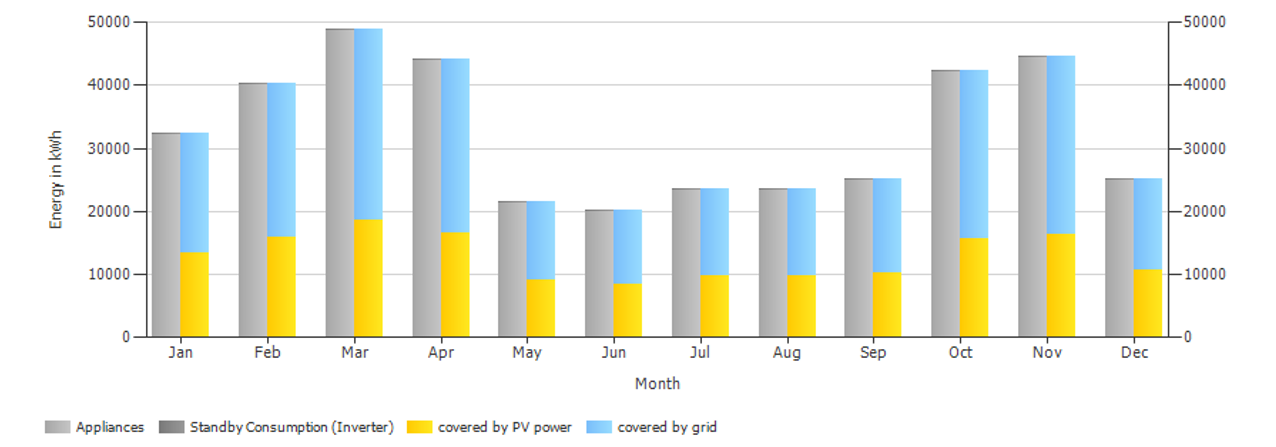 50000 50000
40000 40000
30000 30000
20000 20000
10000 10000
0 0
Energy in kWh
Jan Feb Mar Apr May Jun Jul Aug Sep Oct Nov Dec
Month
Appliances Standby Consumption (Inverter) covered by PV power covered by grid